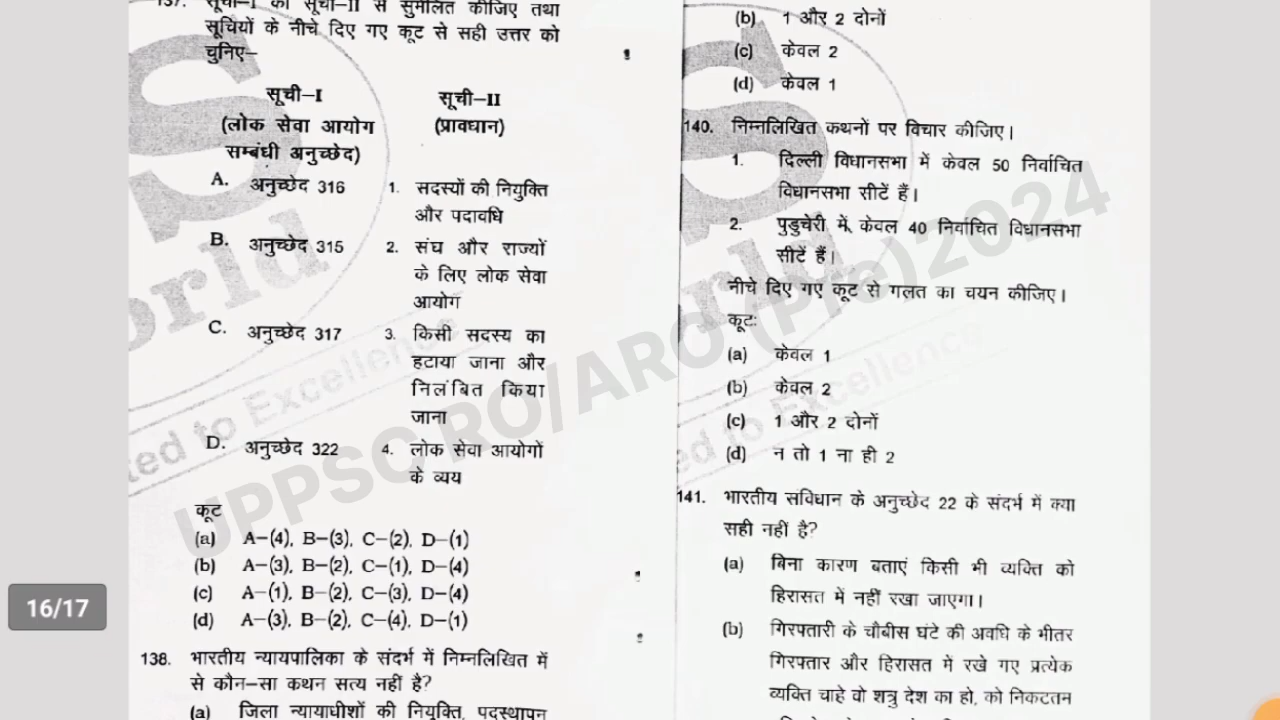 137. सूची-I को सूची-II से सुमेलित कीजिए तथा
सूचियों के नीचे दिए गए कूट से सही उत्तर को
चुनिए–
सूची-I
सूची-II
(लोक सेवा आयोग
(प्रावधान)
सम्बंधी अनुच्छेद)
A. अनुच्छेद 316 1. सदस्यों की नियुक्ति
और पदावधि
B. अनुच्छेद 315 2. संघ और राज्यों
के लिए लोक सेवा
आयोग
C. अनुच्छेद 317 3. किसी सदस्य का
हटाया जाना और
निलंबित किया
जाना
D. अनुच्छेद 322 4. लोक सेवा आयोगों
के व्यय
कूट
(a) A–(4), B–(3), C–(2), D–(1)
(b) A–(3), B–(2), C–(1), D–(4)
(c) A–(1), B–(2), C–(3), D–(4)
(d) A–(3), B–(2), C–(4), D–(1)
138. भारतीय न्यायपालिका के संदर्भ में निम्नलिखित में
से कौन–सा कथन सत्य नहीं है?
(a) जिला न्यायाधीशों की नियुक्ति, पदस्थापन
(b) 1 और 2 दोनों
(c) केवल 2
(d) केवल 1
140. निम्नलिखित कथनों पर विचार कीजिए।
1. दिल्ली विधानसभा में केवल 50 निर्वाचित
विधानसभा सीटें हैं।
2. पुडुचेरी में केवल 40 निर्वाचित विधानसभा
सीटें हैं।
नीचे दिए गए कूट से गलत का चयन कीजिए।
कूट:
(a) केवल 1
(b) केवल 2
(c) 1 और 2 दोनों
(d) न तो 1 ना ही 2
141. भारतीय संविधान के अनुच्छेद 22 के संदर्भ में क्या
सही नहीं है?
(a) बिना कारण बताएं किसी भी व्यक्ति को
हिरासत में नहीं रखा जाएगा।
(b) गिरफ्तारी के चौबीस घंटे की अवधि के भीतर
गिरफ्तार और हिरासत में रखे गए प्रत्येक
व्यक्ति चाहे वो शत्रु देश का हो, को निकटतन
UPPSC RO/ARO (Pre) 2024
16/17